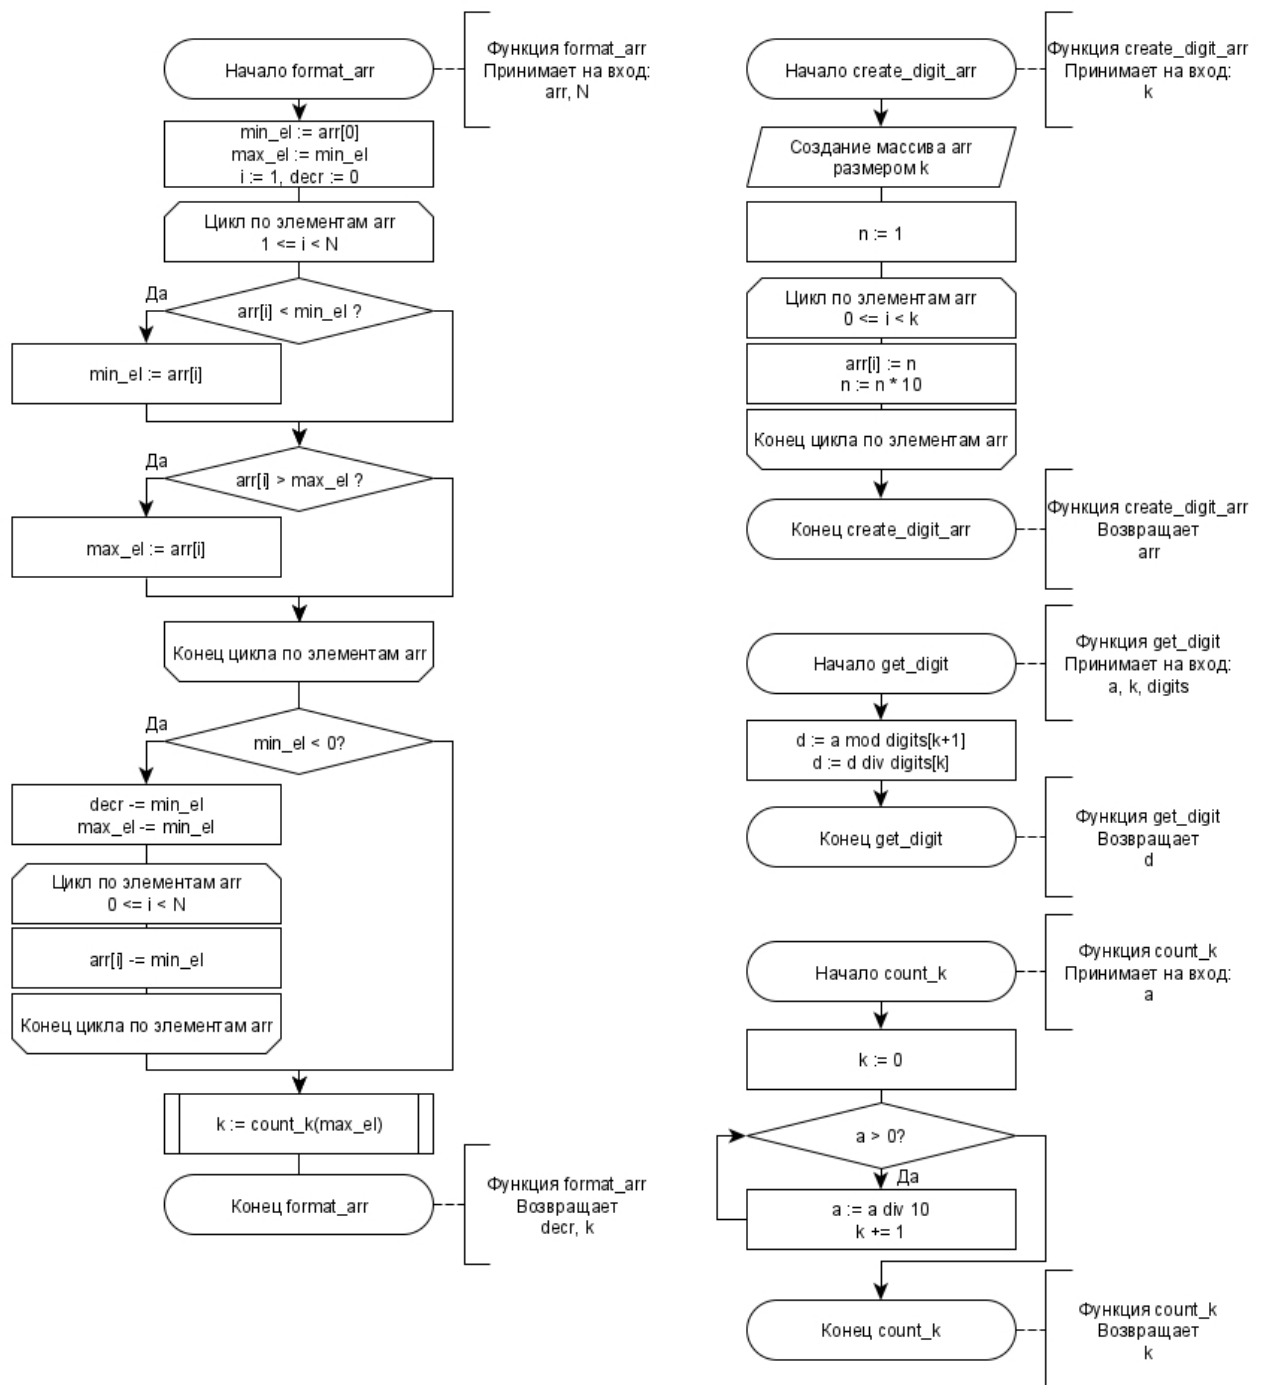 Начало format_arr
Функция format_arr
Принимает на вход:
arr, N
min_el := arr[0]
max_el := min_el
i := 1, decr := 0
Цикл по элементам arr
1 <= i < N
Да
arr[i] < min_el ?
min_el := arr[i]
Да
arr[i] > max_el ?
max_el := arr[i]
Конец цикла по элементам arr
Да
min_el < 0?
decr -= min_el
max_el -= min_el
Цикл по элементам arr
0 <= i < N
arr[i] -= min_el
Конец цикла по элементам arr
k := count_k(max_el)
Конец format_arr
Функция format_arr
Возвращает
decr, k
Начало create_digit_arr
Функция create_digit_arr
Принимает на вход:
k
Создание массива arr
размером k
n := 1
Цикл по элементам arr
0 <= i < k
arr[i] := n
n := n * 10
Конец цикла по элементам arr
Конец create_digit_arr
Функция create_digit_arr
Возвращает
arr
Начало get_digit
Функция get_digit
Принимает на вход:
a, k, digits
d := a mod digits[k+1]
d := d div digits[k]
Конец get_digit
Функция get_digit
Возвращает
d
Начало count_k
Функция count_k
Принимает на вход:
a
k := 0
a > 0?
Да
a := a div 10
k += 1
Конец count_k
Функция count_k
Возвращает
k